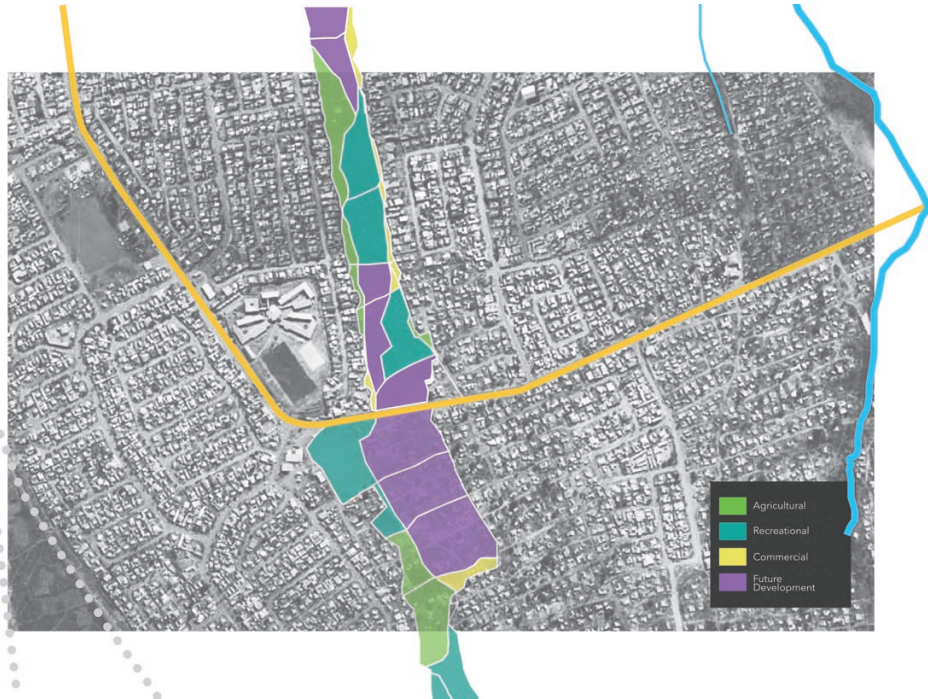 Agricultural
Recreational
Commercial
Future
Development